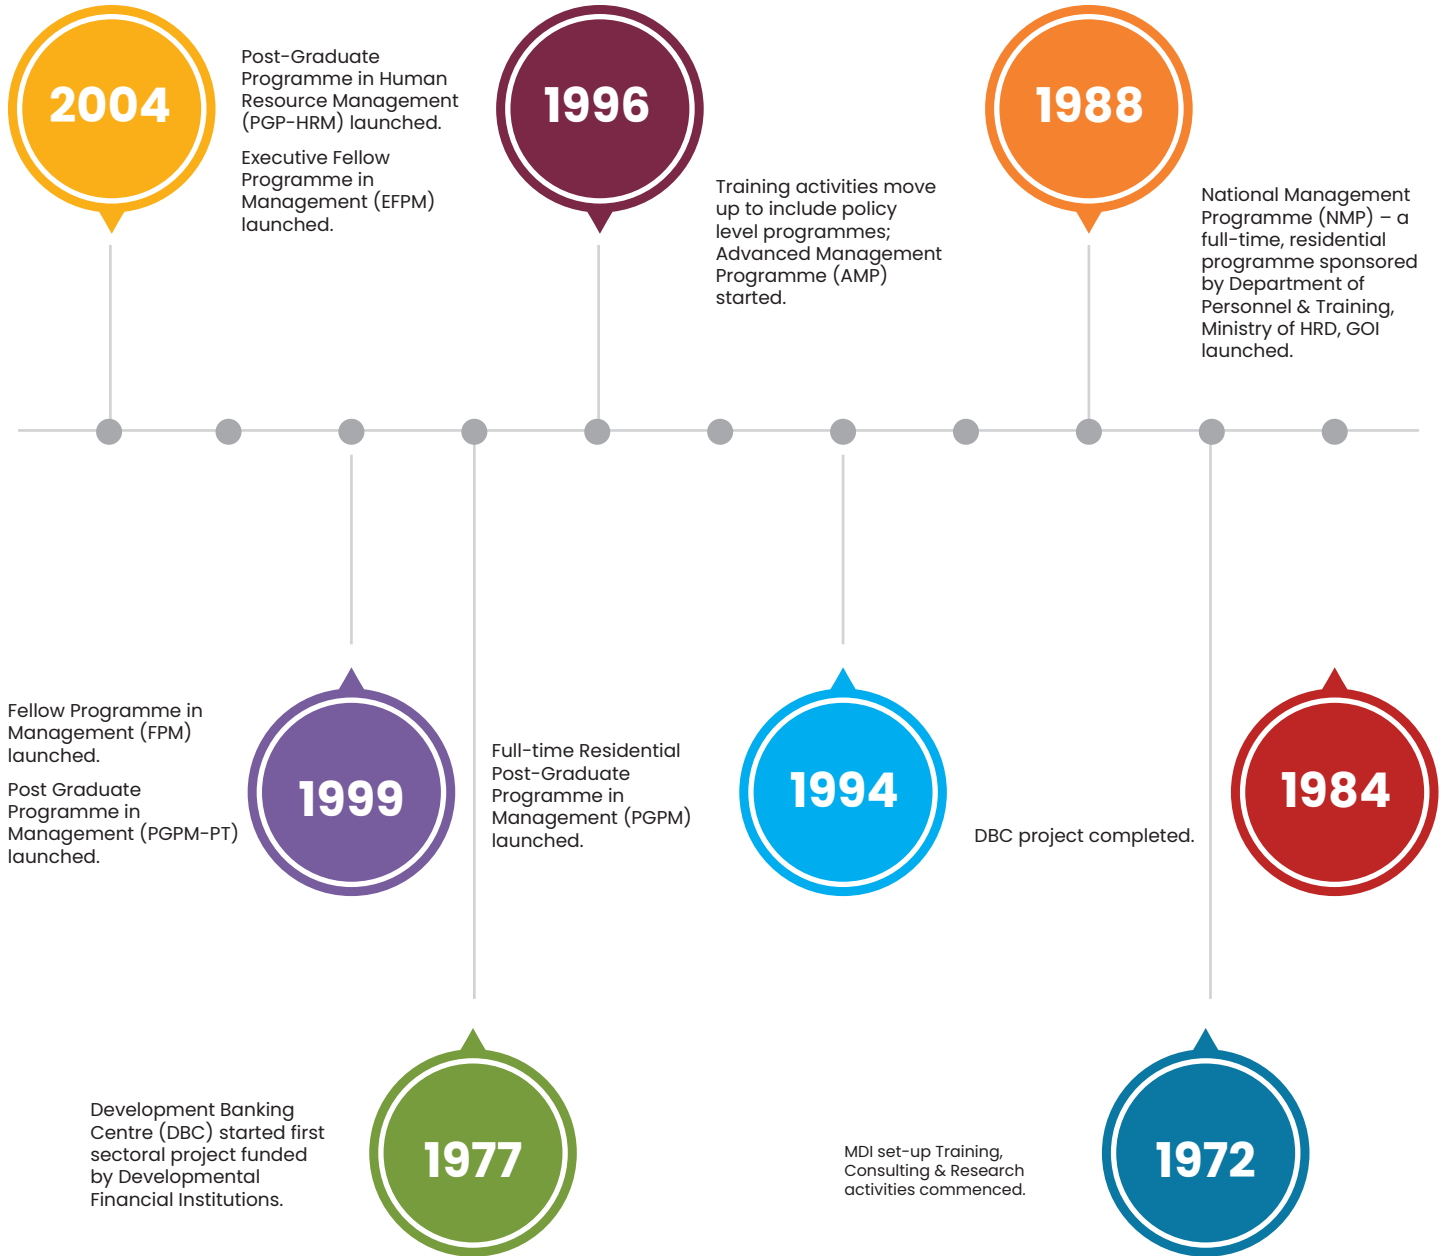 2004
Post-Graduate
Programme in Human
Resource Management
(PGP-HRM) launched.
Executive Fellow
Programme in
Management (EFPM)
launched.
1996
Training activities move
up to include policy
level programmes;
Advanced Management
Programme (AMP)
started.
1988
National Management
Programme (NMP) – a
full-time, residential
programme sponsored
by Department of
Personnel & Training,
Ministry of HRD, GOI
launched.
Fellow Programme in
Management (FPM)
launched.
Post Graduate
Programme in
Management (PGPM-PT)
launched.
1999
Full-time Residential
Post-Graduate
Programme in
Management (PGPM)
launched.
1994
DBC project completed.
1984
Development Banking
Centre (DBC) started first
sectoral project funded
by Developmental
Financial Institutions.
1977
MDI set-up Training,
Consulting & Research
activities commenced.
1972